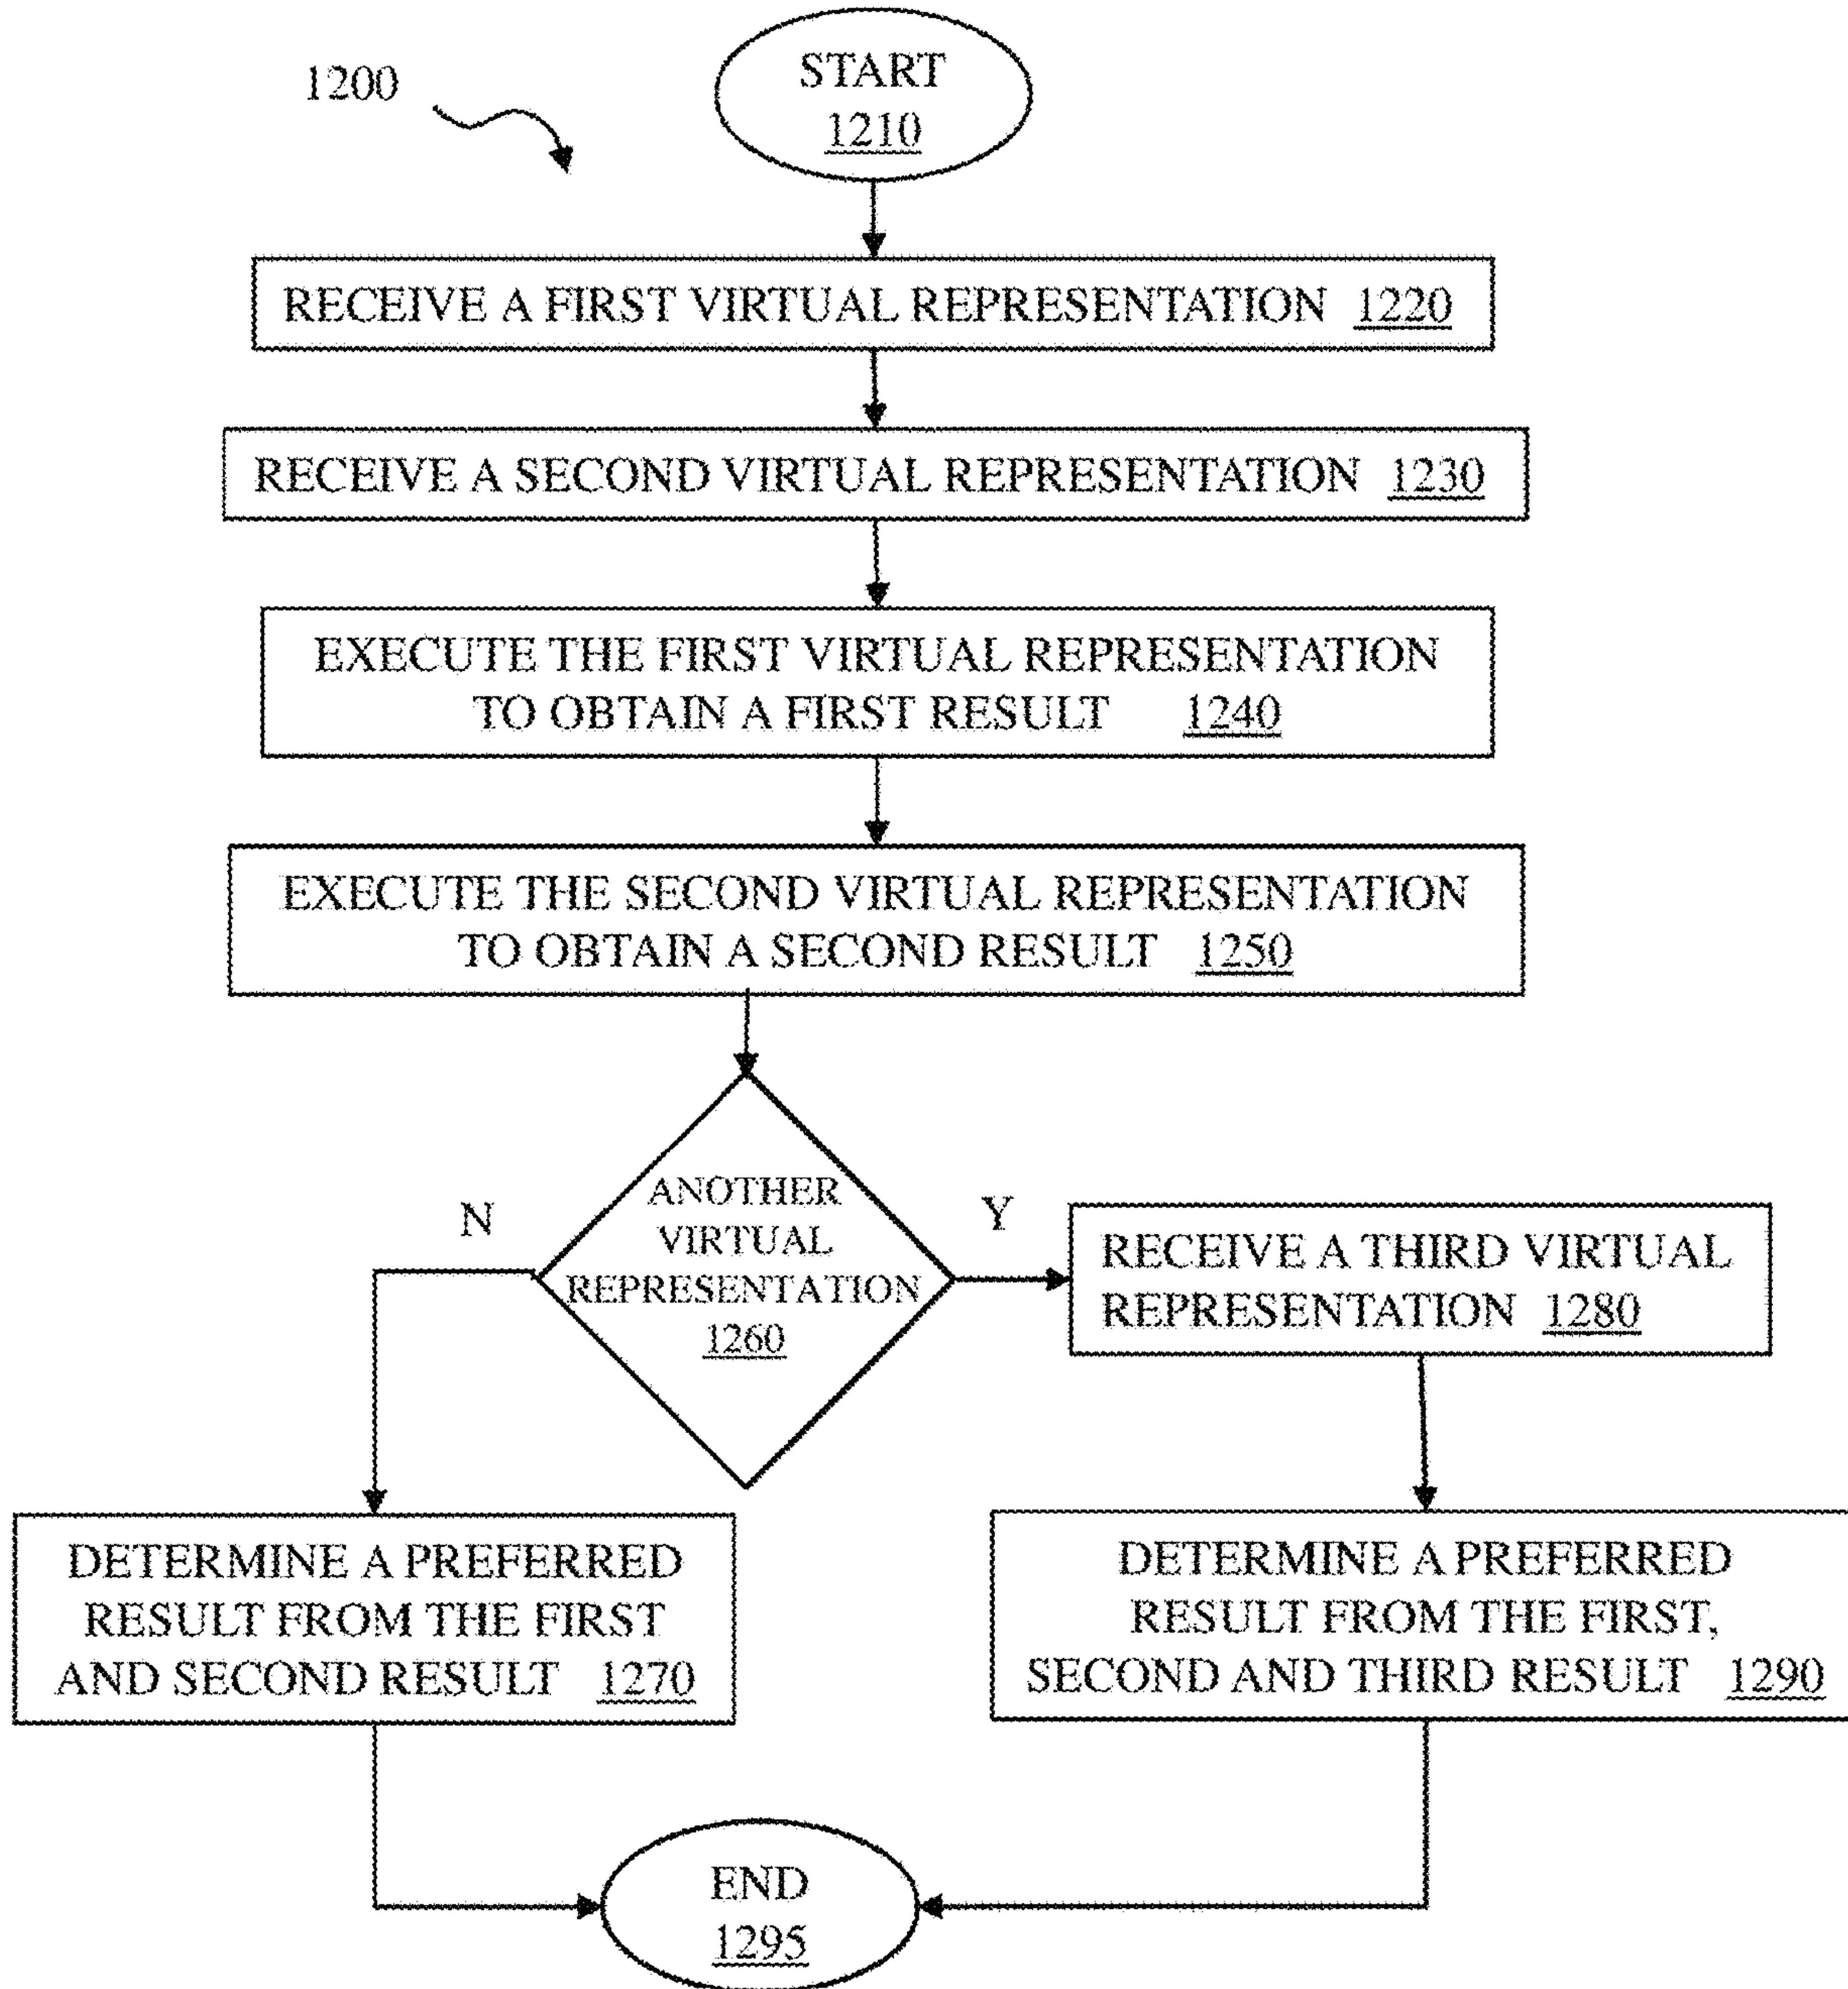 1200
START
1210
RECEIVE A FIRST VIRTUAL REPRESENTATION 1220
RECEIVE A SECOND VIRTUAL REPRESENTATION 1230
EXECUTE THE FIRST VIRTUAL REPRESENTATION
TO OBTAIN A FIRST RESULT 1240
EXECUTE THE SECOND VIRTUAL REPRESENTATION
TO OBTAIN A SECOND RESULT 1250
ANOTHER
VIRTUAL
REPRESENTATION
1260
N
Y
RECEIVE A THIRD VIRTUAL
REPRESENTATION 1280
DETERMINE A PREFERRED
RESULT FROM THE FIRST
AND SECOND RESULT 1270
DETERMINE A PREFERRED
RESULT FROM THE FIRST,
SECOND AND THIRD RESULT 1290
END
1295